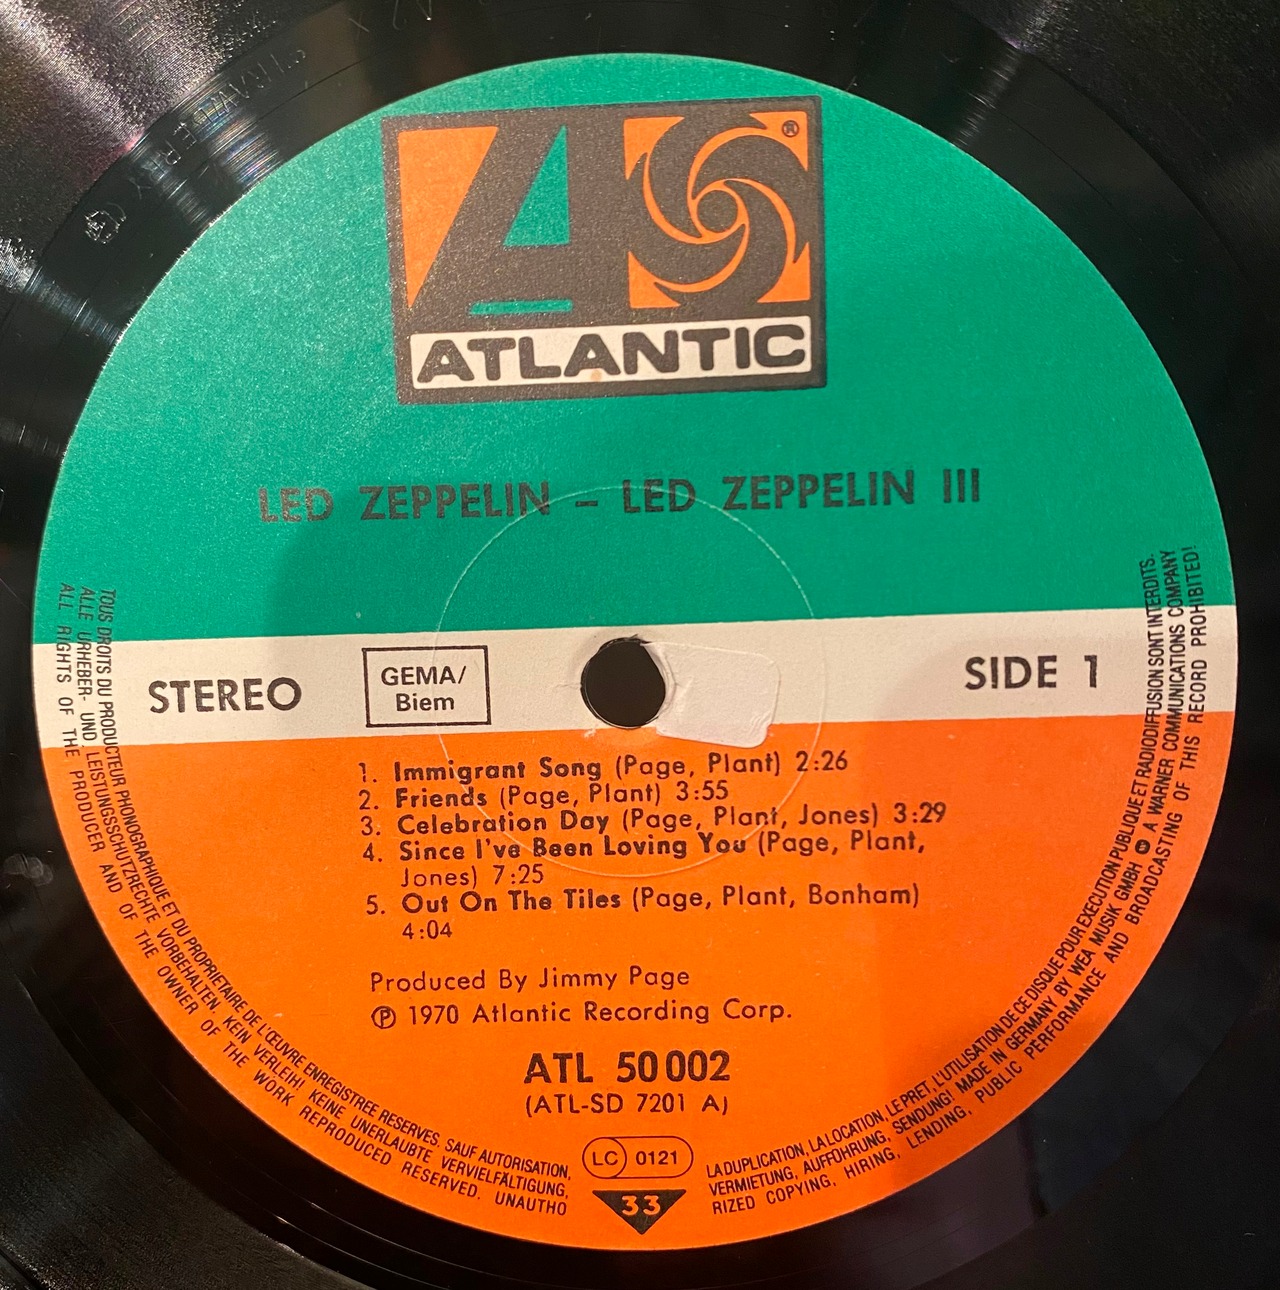 ATLANTIC
®
LED ZEPPELIN – LED ZEPPELIN III
STEREO
GEMA/
Biem
SIDE 1
1. Immigrant Song (Page, Plant) 2:26
2. Friends (Page, Plant) 3:55
3. Celebration Day (Page, Plant, Jones) 3:29
4. Since I've Been Loving You (Page, Plant,
Jones) 7:25
5. Out On The Tiles (Page, Plant, Bonham)
4:04
Produced By Jimmy Page
℗ 1970 Atlantic Recording Corp.
ATL 50 002
(ATL-SD 7201 A)
LC 0121
33
TOUS DROITS DU PRODUCTEUR PHONOGRAPHIQUE ET DU PROPRIETAIRE DE L'ŒUVRE ENREGISTREE RESERVES. SAUF AUTORISATION,
LA DUPLICATION, LA LOCATION, LE PRET, L'UTILISATION DE CE DISQUE POUR EXECUTION PUBLIQUE ET RADIODIFFUSION SONT INTERDITS.
ALLE URHEBER- UND LEISTUNGSSCHUTZRECHTE VORBEHALTEN. KEIN VERLEIH! KEINE UNERLAUBTE VERVIELFÄLTIGUNG,
VERMIETUNG, AUFFÜHRUNG, SENDUNG! MADE IN GERMANY BY WEA MUSIK GMBH A WARNER COMMUNICATIONS COMPANY
ALL RIGHTS OF THE PRODUCER AND OF THE OWNER OF THE WORK REPRODUCED RESERVED. UNAUTHO
RIZED COPYING, HIRING, LENDING, PUBLIC PERFORMANCE AND BROADCASTING OF THIS RECORD PROHIBITED!